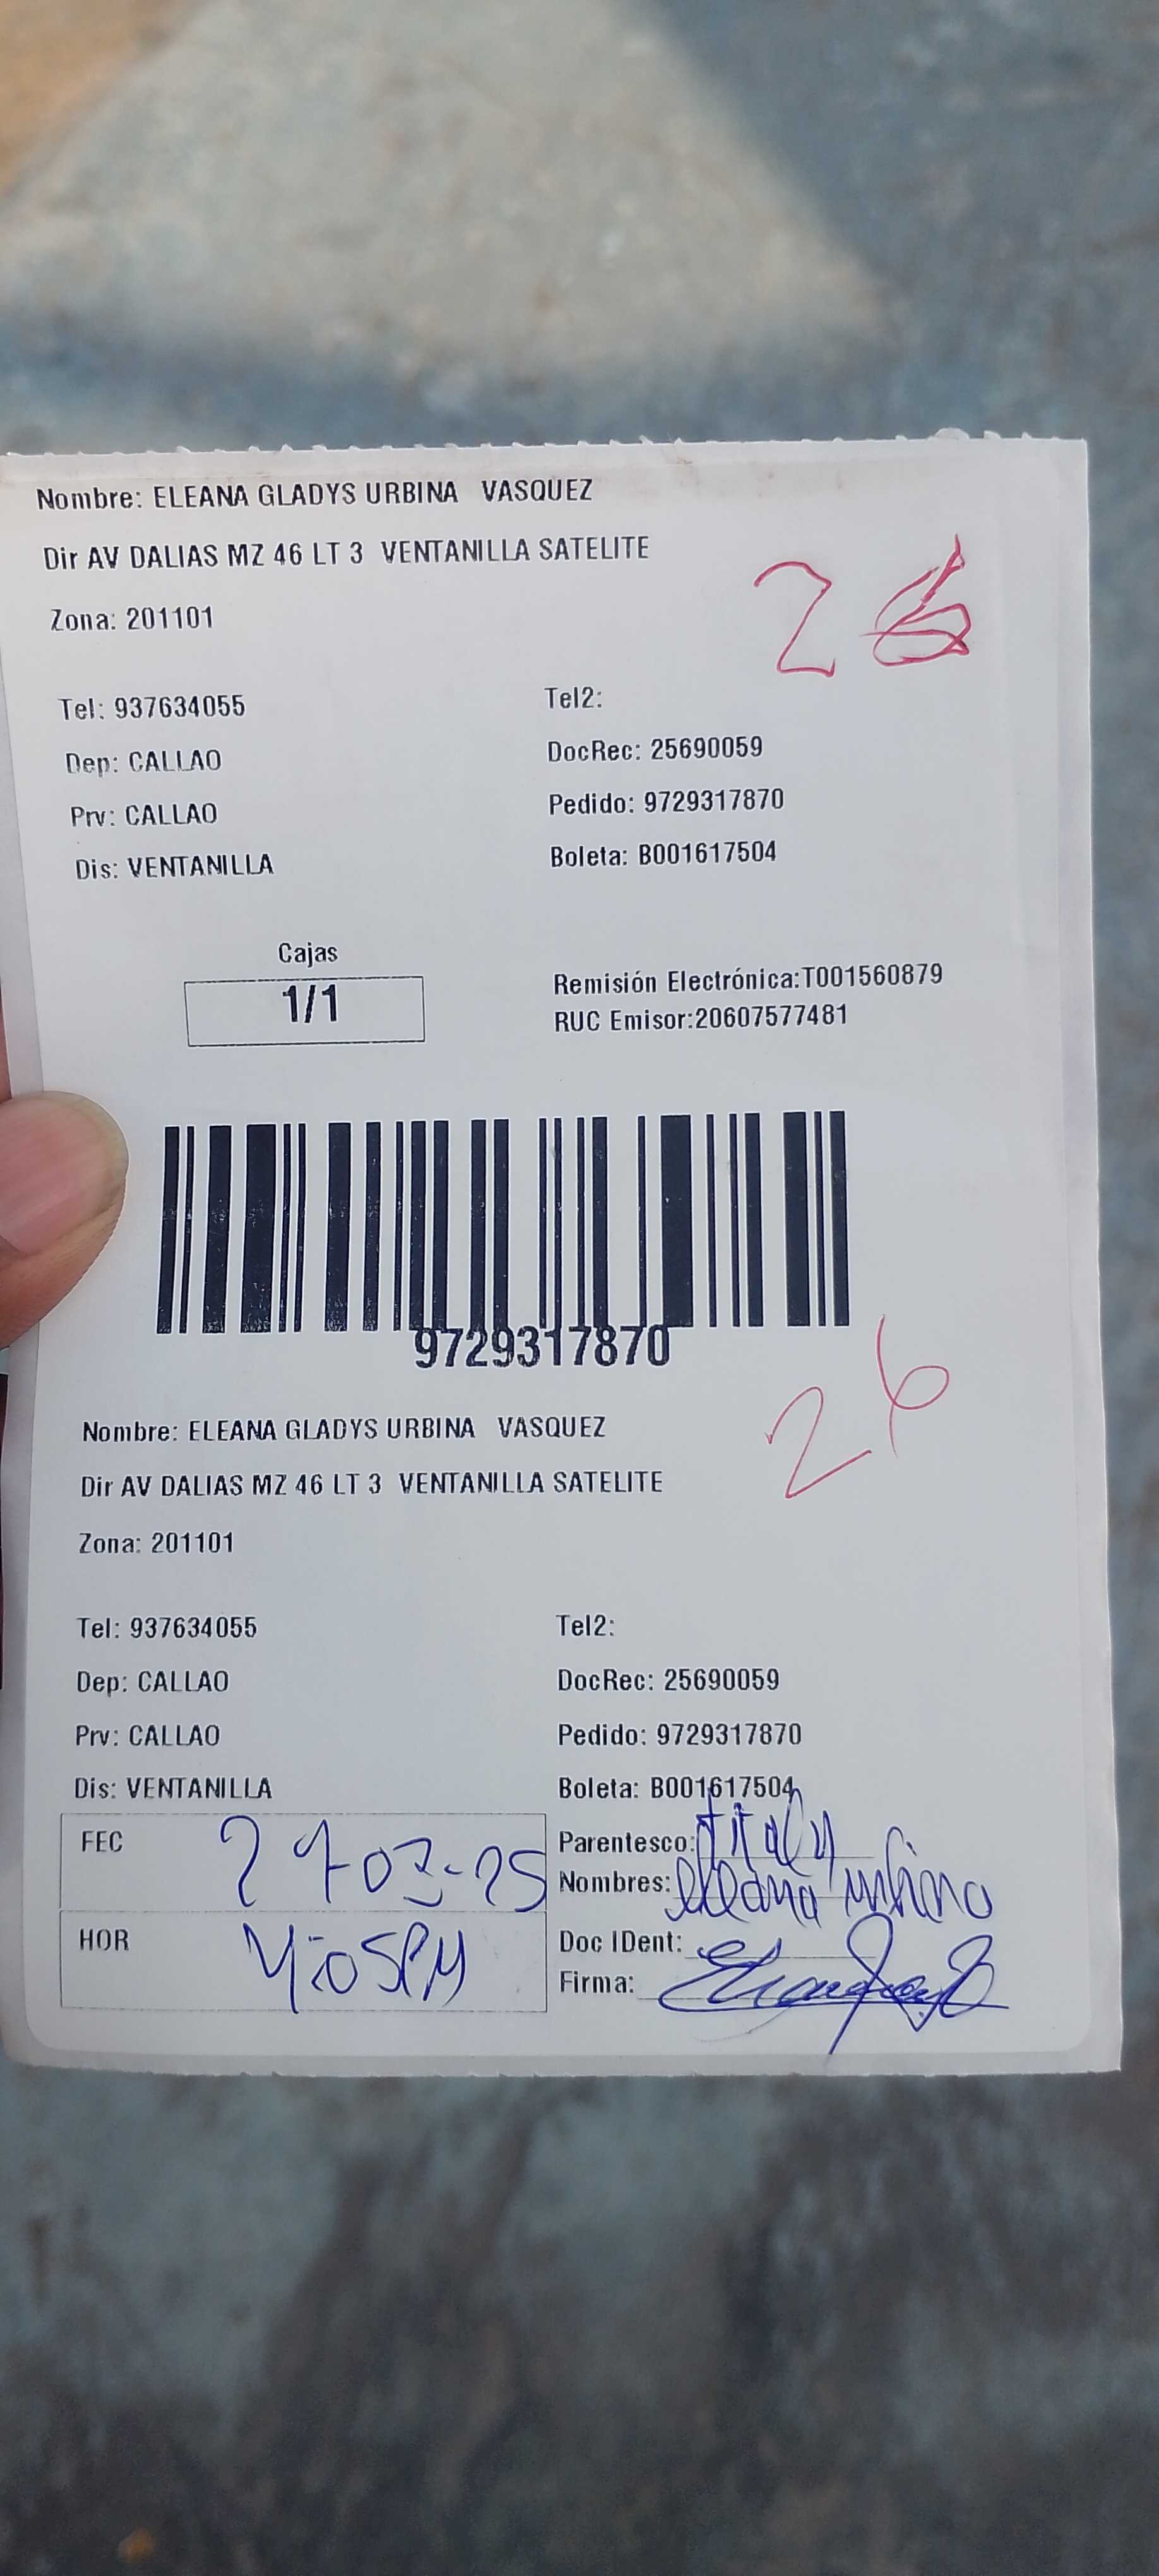 Nombre: ELEANA GLADYS URBINA VASQUEZ
Dir AV DALIAS MZ 46 LT 3 VENTANILLA SATELITE
26
Zona: 201101
Tel: 937634055 Tel2:
Dep: CALLAO DocRec: 25690059
Prv: CALLAO Pedido: 9729317870
Dis: VENTANILLA Boleta: B001617504
Cajas
1/1
Remisión Electrónica:T001560879
RUC Emisor:20607577481
9729317870
26
Nombre: ELEANA GLADYS URBINA VASQUEZ
Dir AV DALIAS MZ 46 LT 3 VENTANILLA SATELITE
Zona: 201101
Tel: 937634055 Tel2:
Dep: CALLAO DocRec: 25690059
Prv: CALLAO Pedido: 9729317870
Dis: VENTANILLA Boleta: B001617504
FEC 27-03-25 Parentesco:
Nombres: eleana urbina
HOR Doc IDent:
Firma: